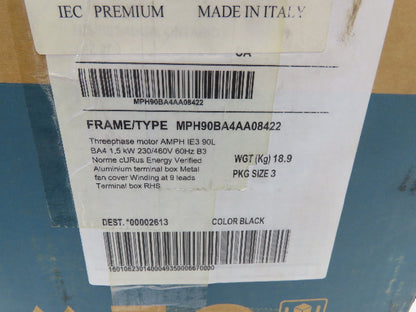 IEC PREMIUM MADE IN ITALY
CA
MPH90BA4AA08422
FRAME/TYPE MPH90BA4AA08422
Threephase motor AMPH IE3 90L
BA4 1,5 kW 230/460V 60Hz B3
Norme cURus Energy Verified
Aluminium terminal box Metal
fan cover Winding at 9 leads
Terminal box RHS
WGT (Kg) 18.9
PKG SIZE 3
DEST. *00002613 COLOR BLACK